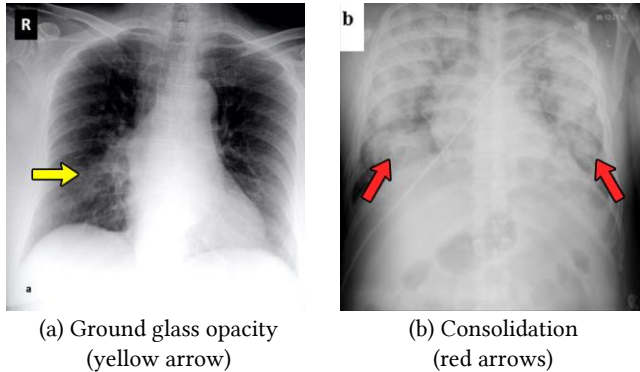 R
a
b
L
(a) Ground glass opacity
(yellow arrow)
(b) Consolidation
(red arrows)